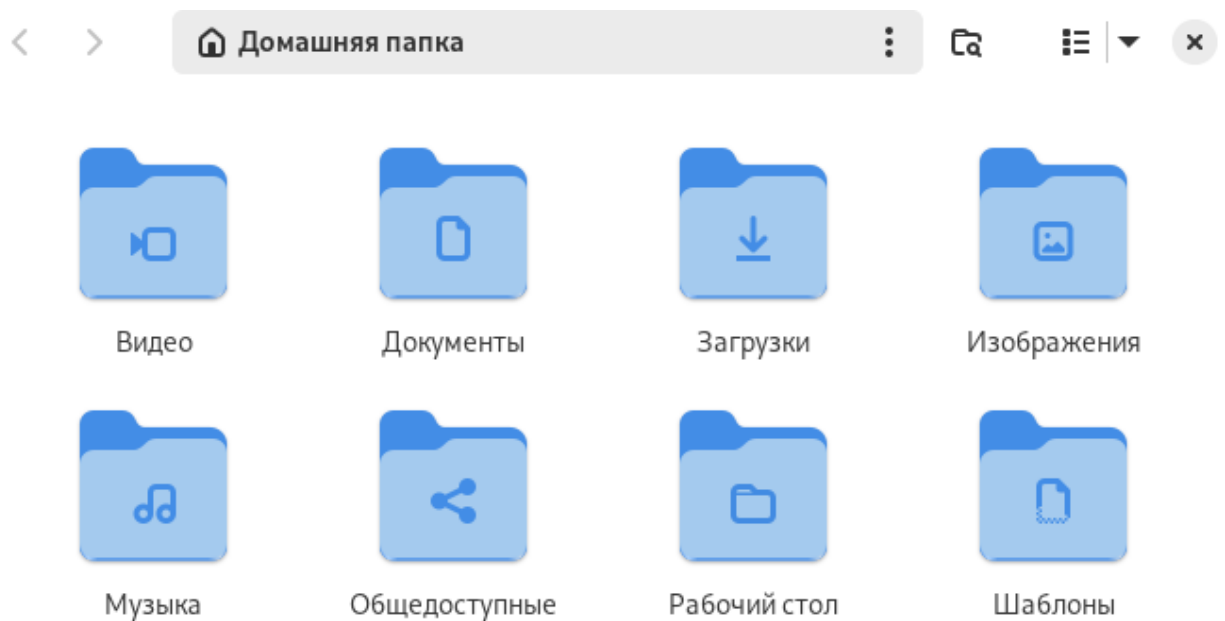 Домашняя папка
Видео
Документы
Загрузки
Изображения
Музыка
Общедоступные
Рабочий стол
Шаблоны